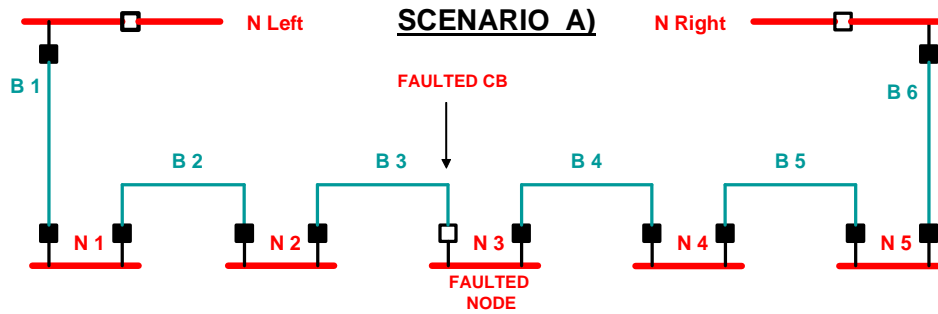 SCENARIO A)
N Left
N Right
FAULTED CB
B 1
B 6
B 2
B 3
B 4
B 5
N 1
N 2
N 3
N 4
N 5
FAULTED
NODE